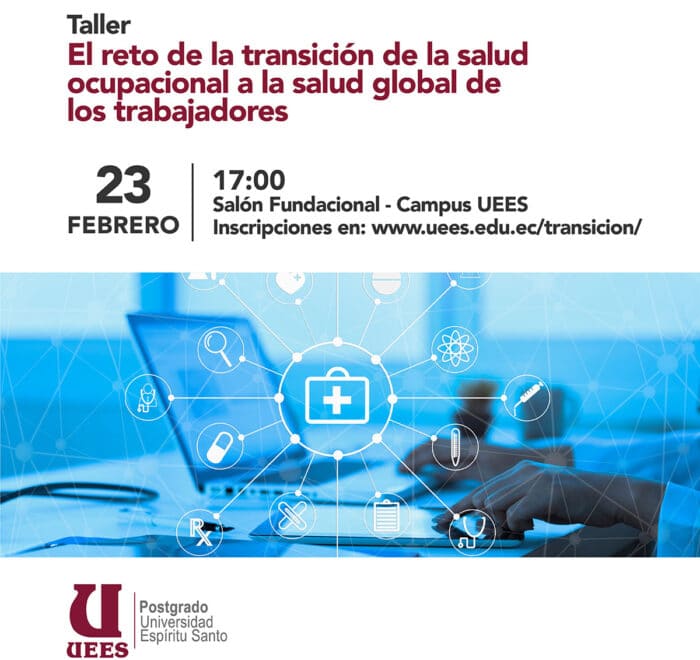 Taller
El reto de la transición de la salud
ocupacional a la salud global de
los trabajadores
23
FEBRERO
17:00
Salón Fundacional - Campus UEES
Inscripciones en: www.uees.edu.ec/transicion/
Rx
U
UEES
Postgrado
Universidad
Espíritu Santo